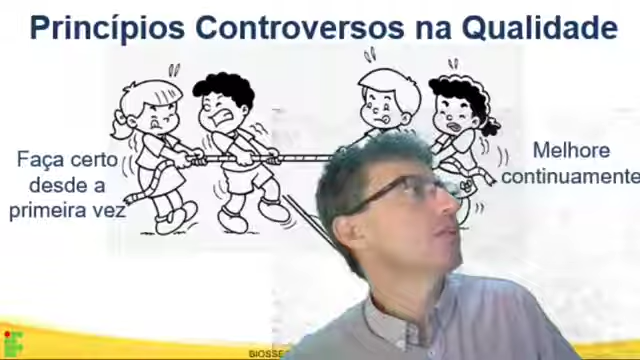 Princípios Controversos na Qualidade
Faça certo
desde a
primeira vez
Melhore
continuamente